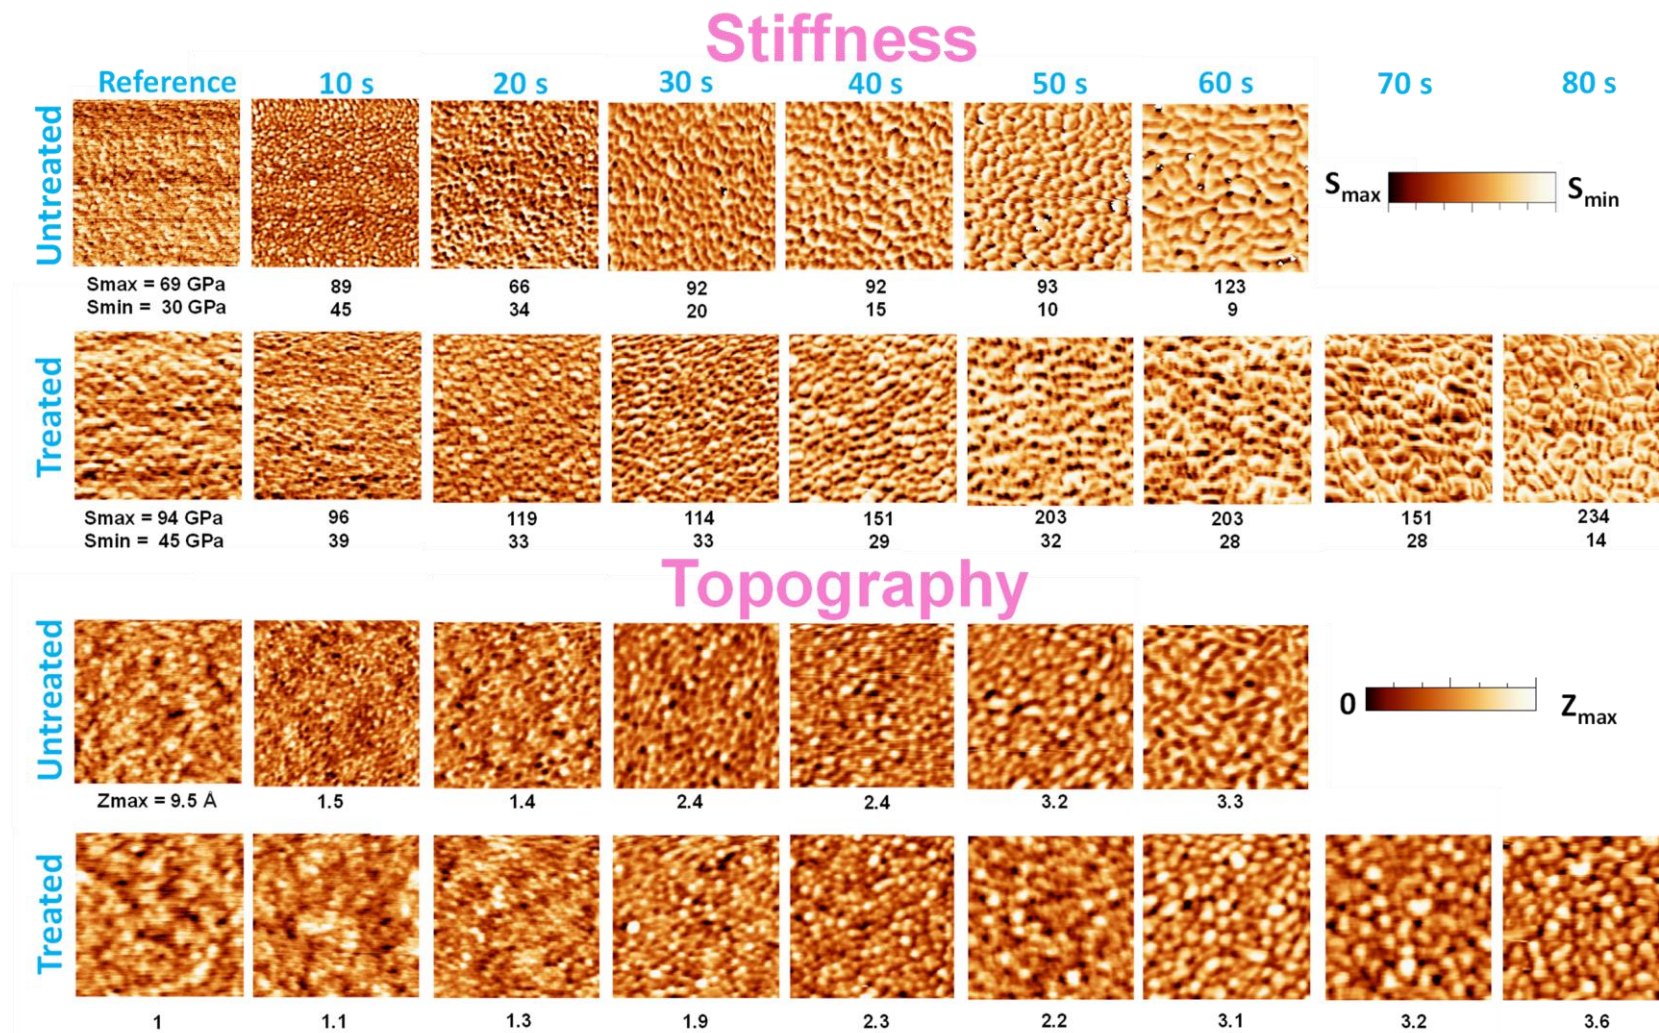 Stiffness
Reference 10 s 20 s 30 s 40 s 50 s 60 s 70 s 80 s
Untreated
Smax Smin
Smax = 69 GPa 89 66 92 92 93 123
Smin = 30 GPa 45 34 20 15 10 9
Treated
Smax = 94 GPa 96 119 114 151 203 203 151 234
Smin = 45 GPa 39 33 33 29 32 28 28 14
Topography
Untreated
0 Zmax
Zmax = 9.5 Å 1.5 1.4 2.4 2.4 3.2 3.3
Treated
1 1.1 1.3 1.9 2.3 2.2 3.1 3.2 3.6